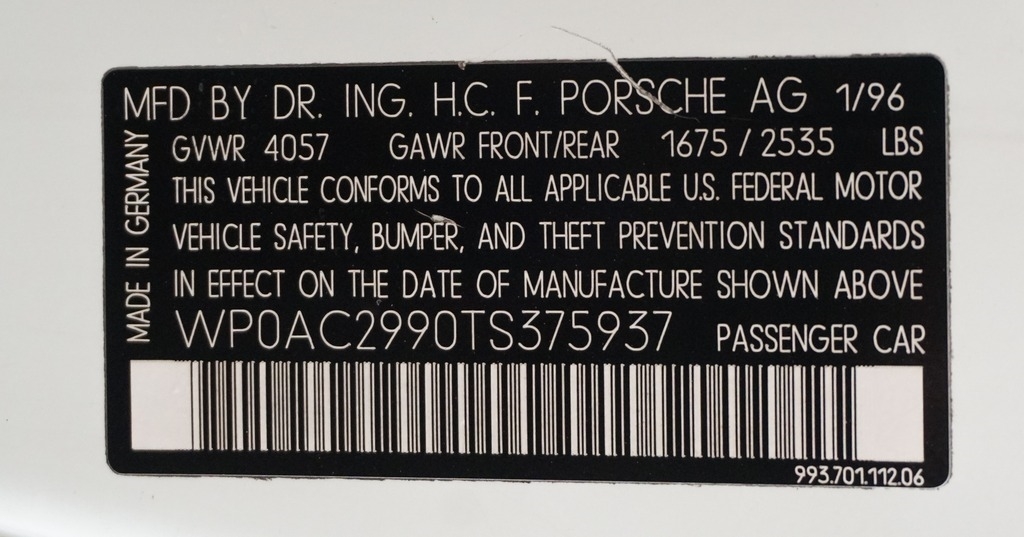 MFD BY DR. ING. H.C. F. PORSCHE AG 1/96
GVWR 4057 GAWR FRONT/REAR 1675 / 2535 LBS
THIS VEHICLE CONFORMS TO ALL APPLICABLE U.S. FEDERAL MOTOR
VEHICLE SAFETY, BUMPER, AND THEFT PREVENTION STANDARDS
IN EFFECT ON THE DATE OF MANUFACTURE SHOWN ABOVE
WP0AC2990TS375937 PASSENGER CAR
MADE IN GERMANY
993.701.112.06